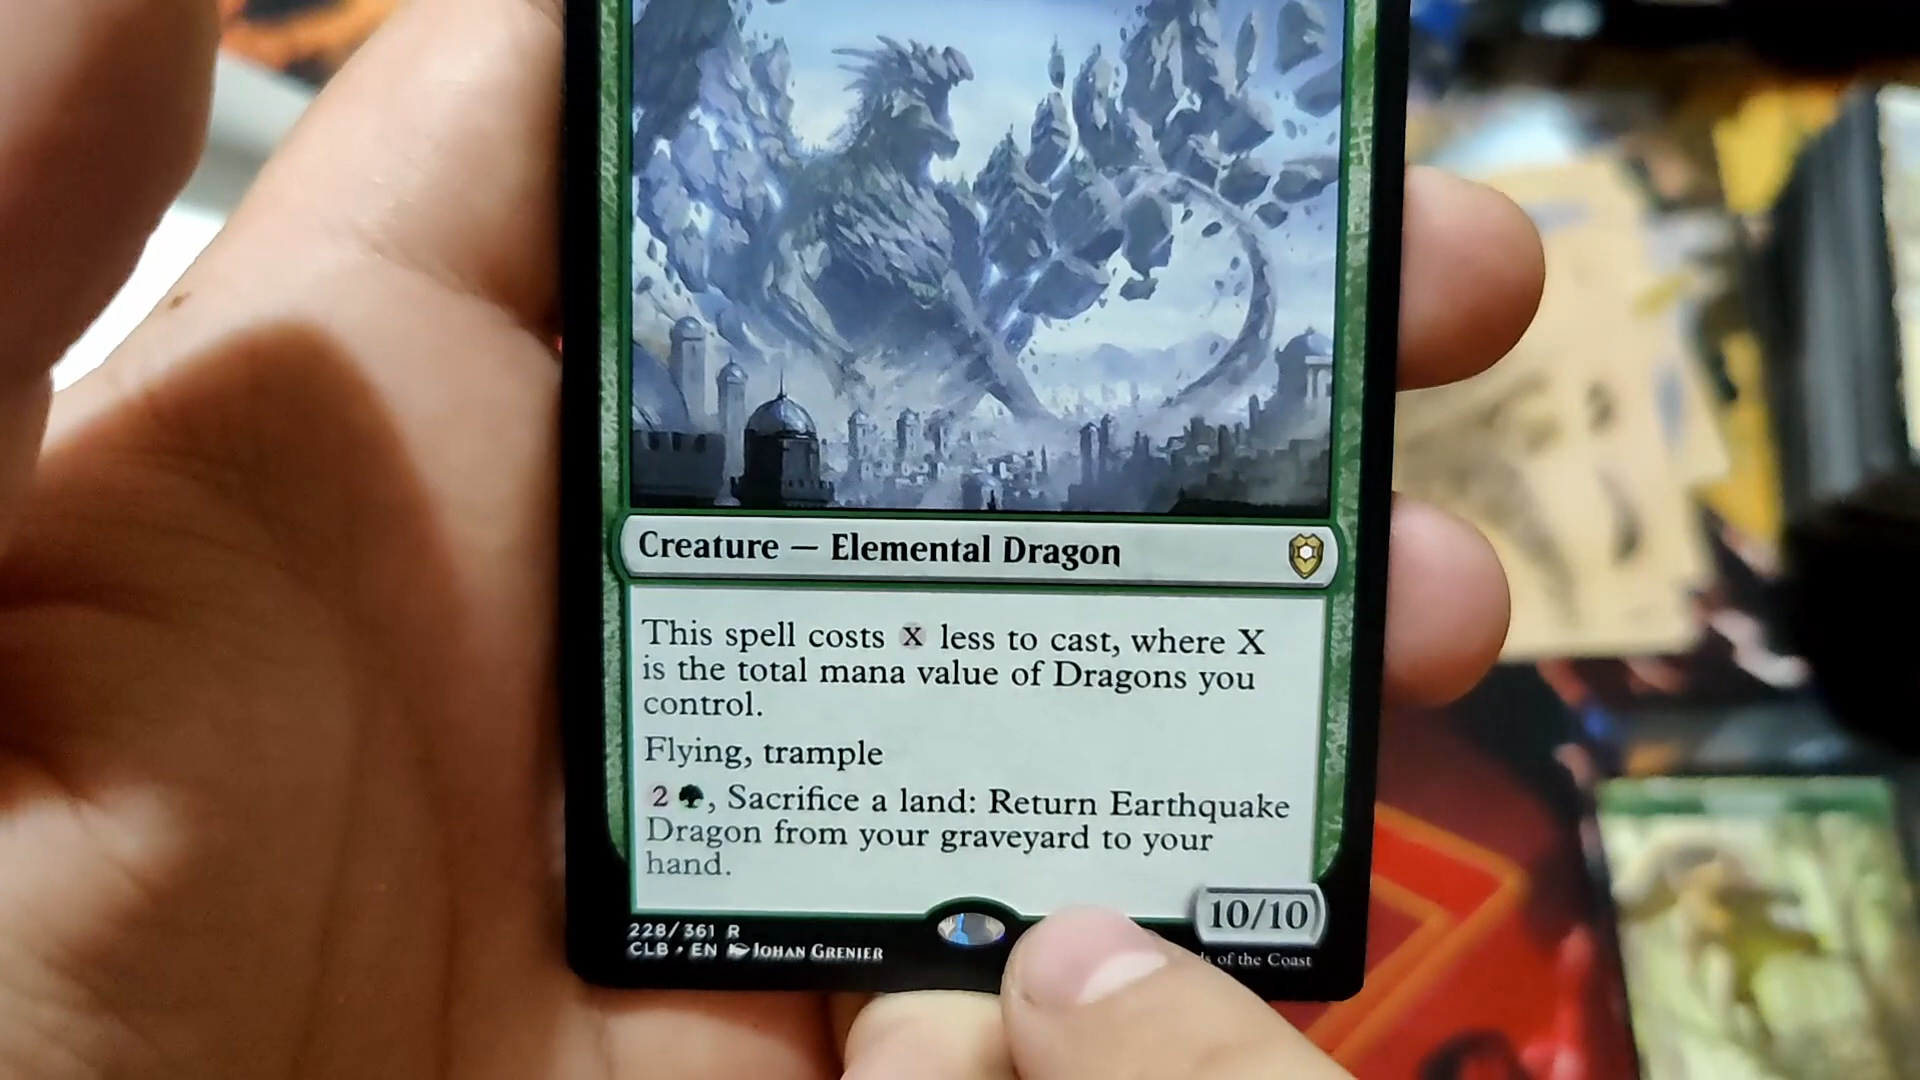 Creature — Elemental Dragon
This spell costs X less to cast, where X
is the total mana value of Dragons you
control.
Flying, trample
2, Sacrifice a land: Return Earthquake
Dragon from your graveyard to your
hand.
10/10
228/361 R
CLB • EN Johan Grenier
of the Coast